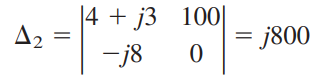 Δ₂ = |4 + j3 100| = j800
|−j8 0|